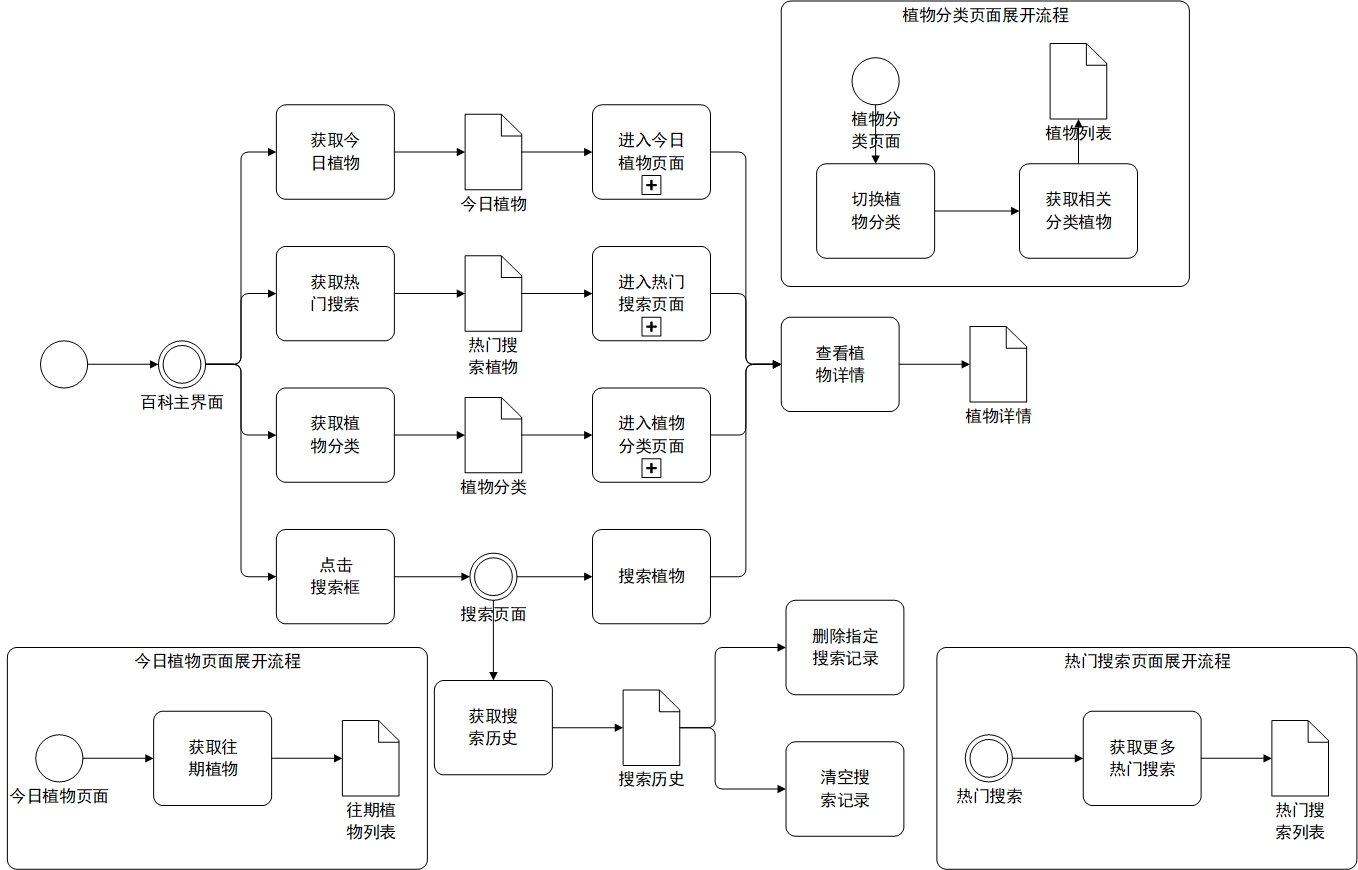 植物分类页面展开流程
植物分
类页面
植物列表
切换植
物分类
获取相关
分类植物
获取今
日植物
今日植物
进入今日
植物页面
获取热
门搜索
热门搜
索植物
进入热门
搜索页面
百科主界面
查看植
物详情
植物详情
获取植
物分类
植物分类
进入植物
分类页面
点击
搜索框
搜索页面
搜索植物
获取搜
索历史
搜索历史
删除指定
搜索记录
清空搜
索记录
今日植物页面展开流程
今日植物页面
获取往
期植物
往期植
物列表
热门搜索页面展开流程
热门搜索
获取更多
热门搜索
热门搜
索列表